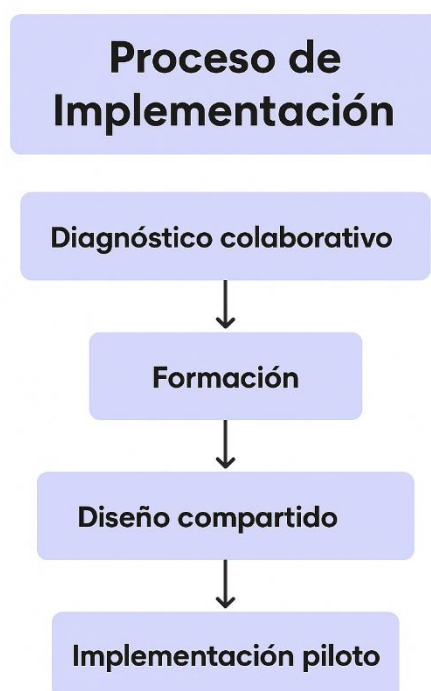 Proceso de
Implementación
Diagnóstico colaborativo
Formación
Diseño compartido
Implementación piloto